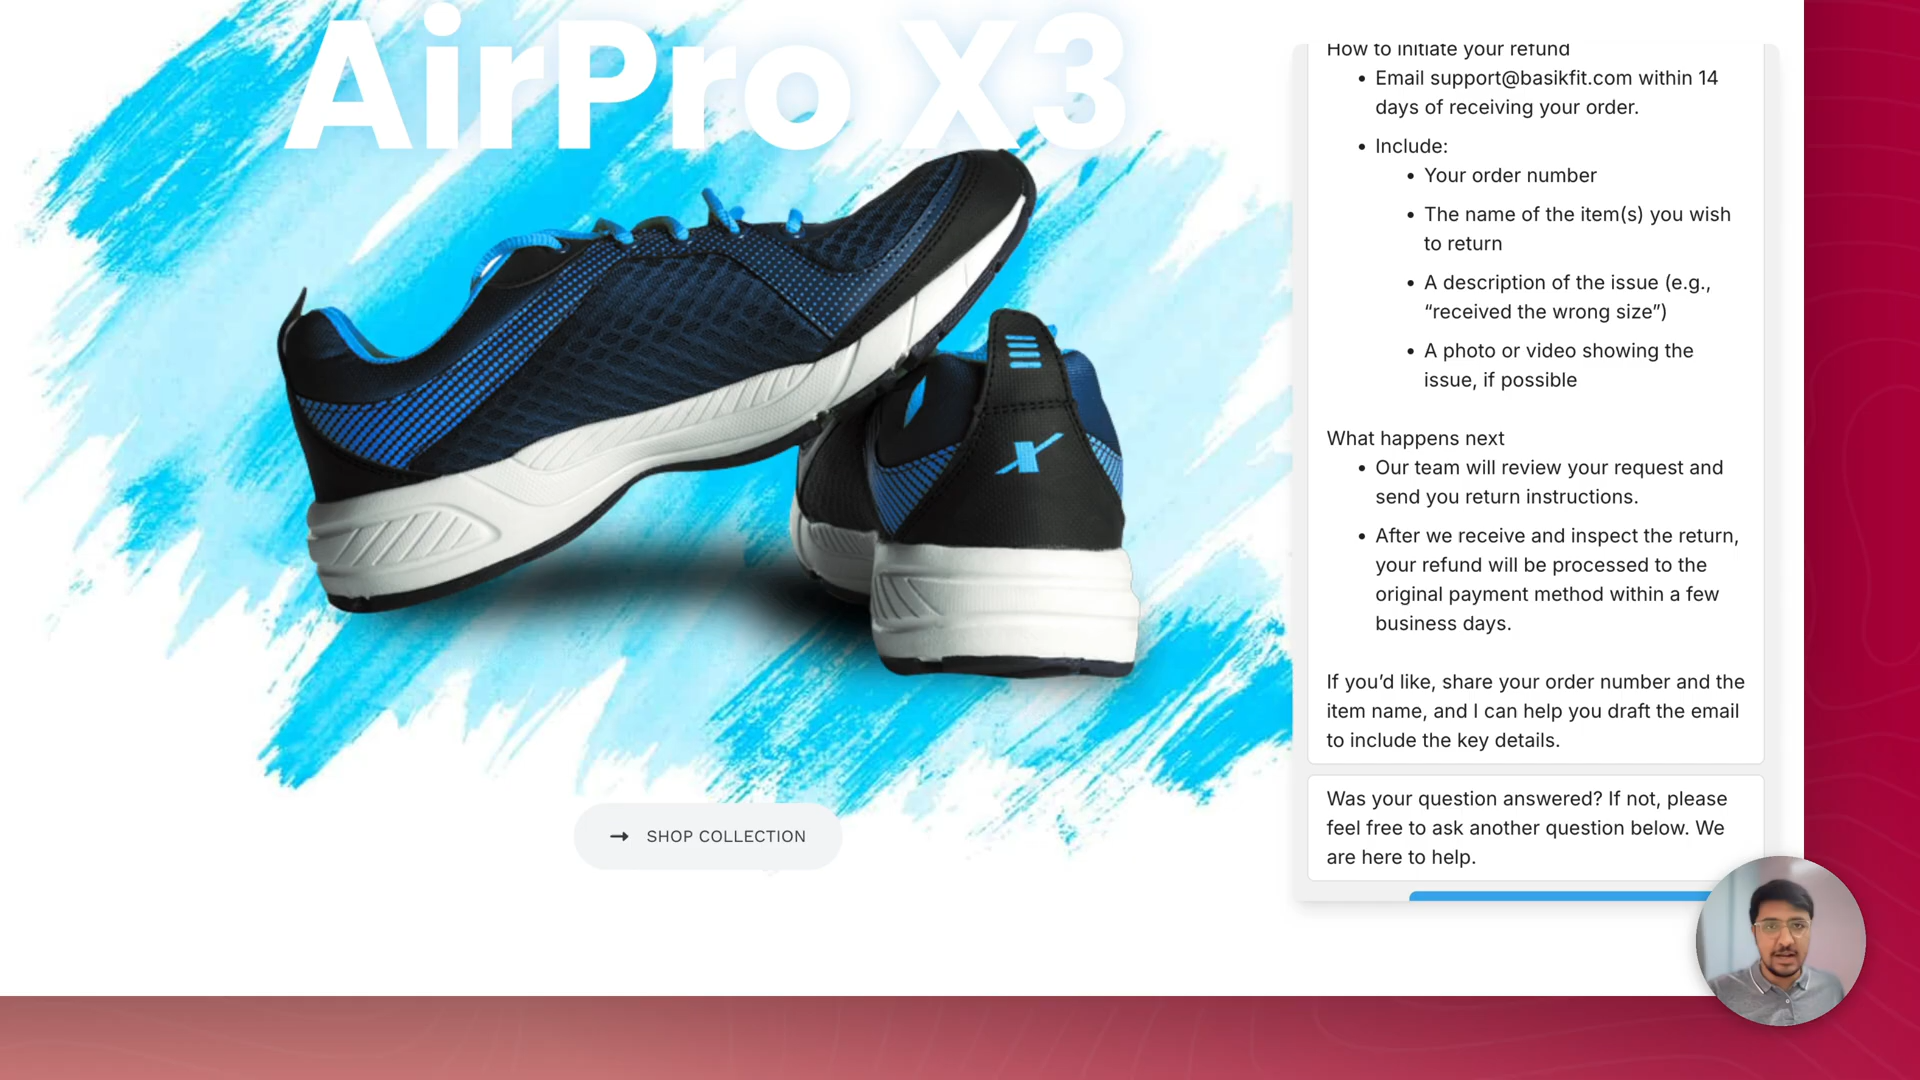 AirPro X3
SHOP COLLECTION
How to initiate your refund
• Email support@basikfit.com within 14
days of receiving your order.
• Include:
• Your order number
• The name of the item(s) you wish
to return
• A description of the issue (e.g.,
“received the wrong size”)
• A photo or video showing the
issue, if possible
What happens next
• Our team will review your request and
send you return instructions.
• After we receive and inspect the return,
your refund will be processed to the
original payment method within a few
business days.
If you’d like, share your order number and the
item name, and I can help you draft the email
to include the key details.
Was your question answered? If not, please
feel free to ask another question below. We
are here to help.